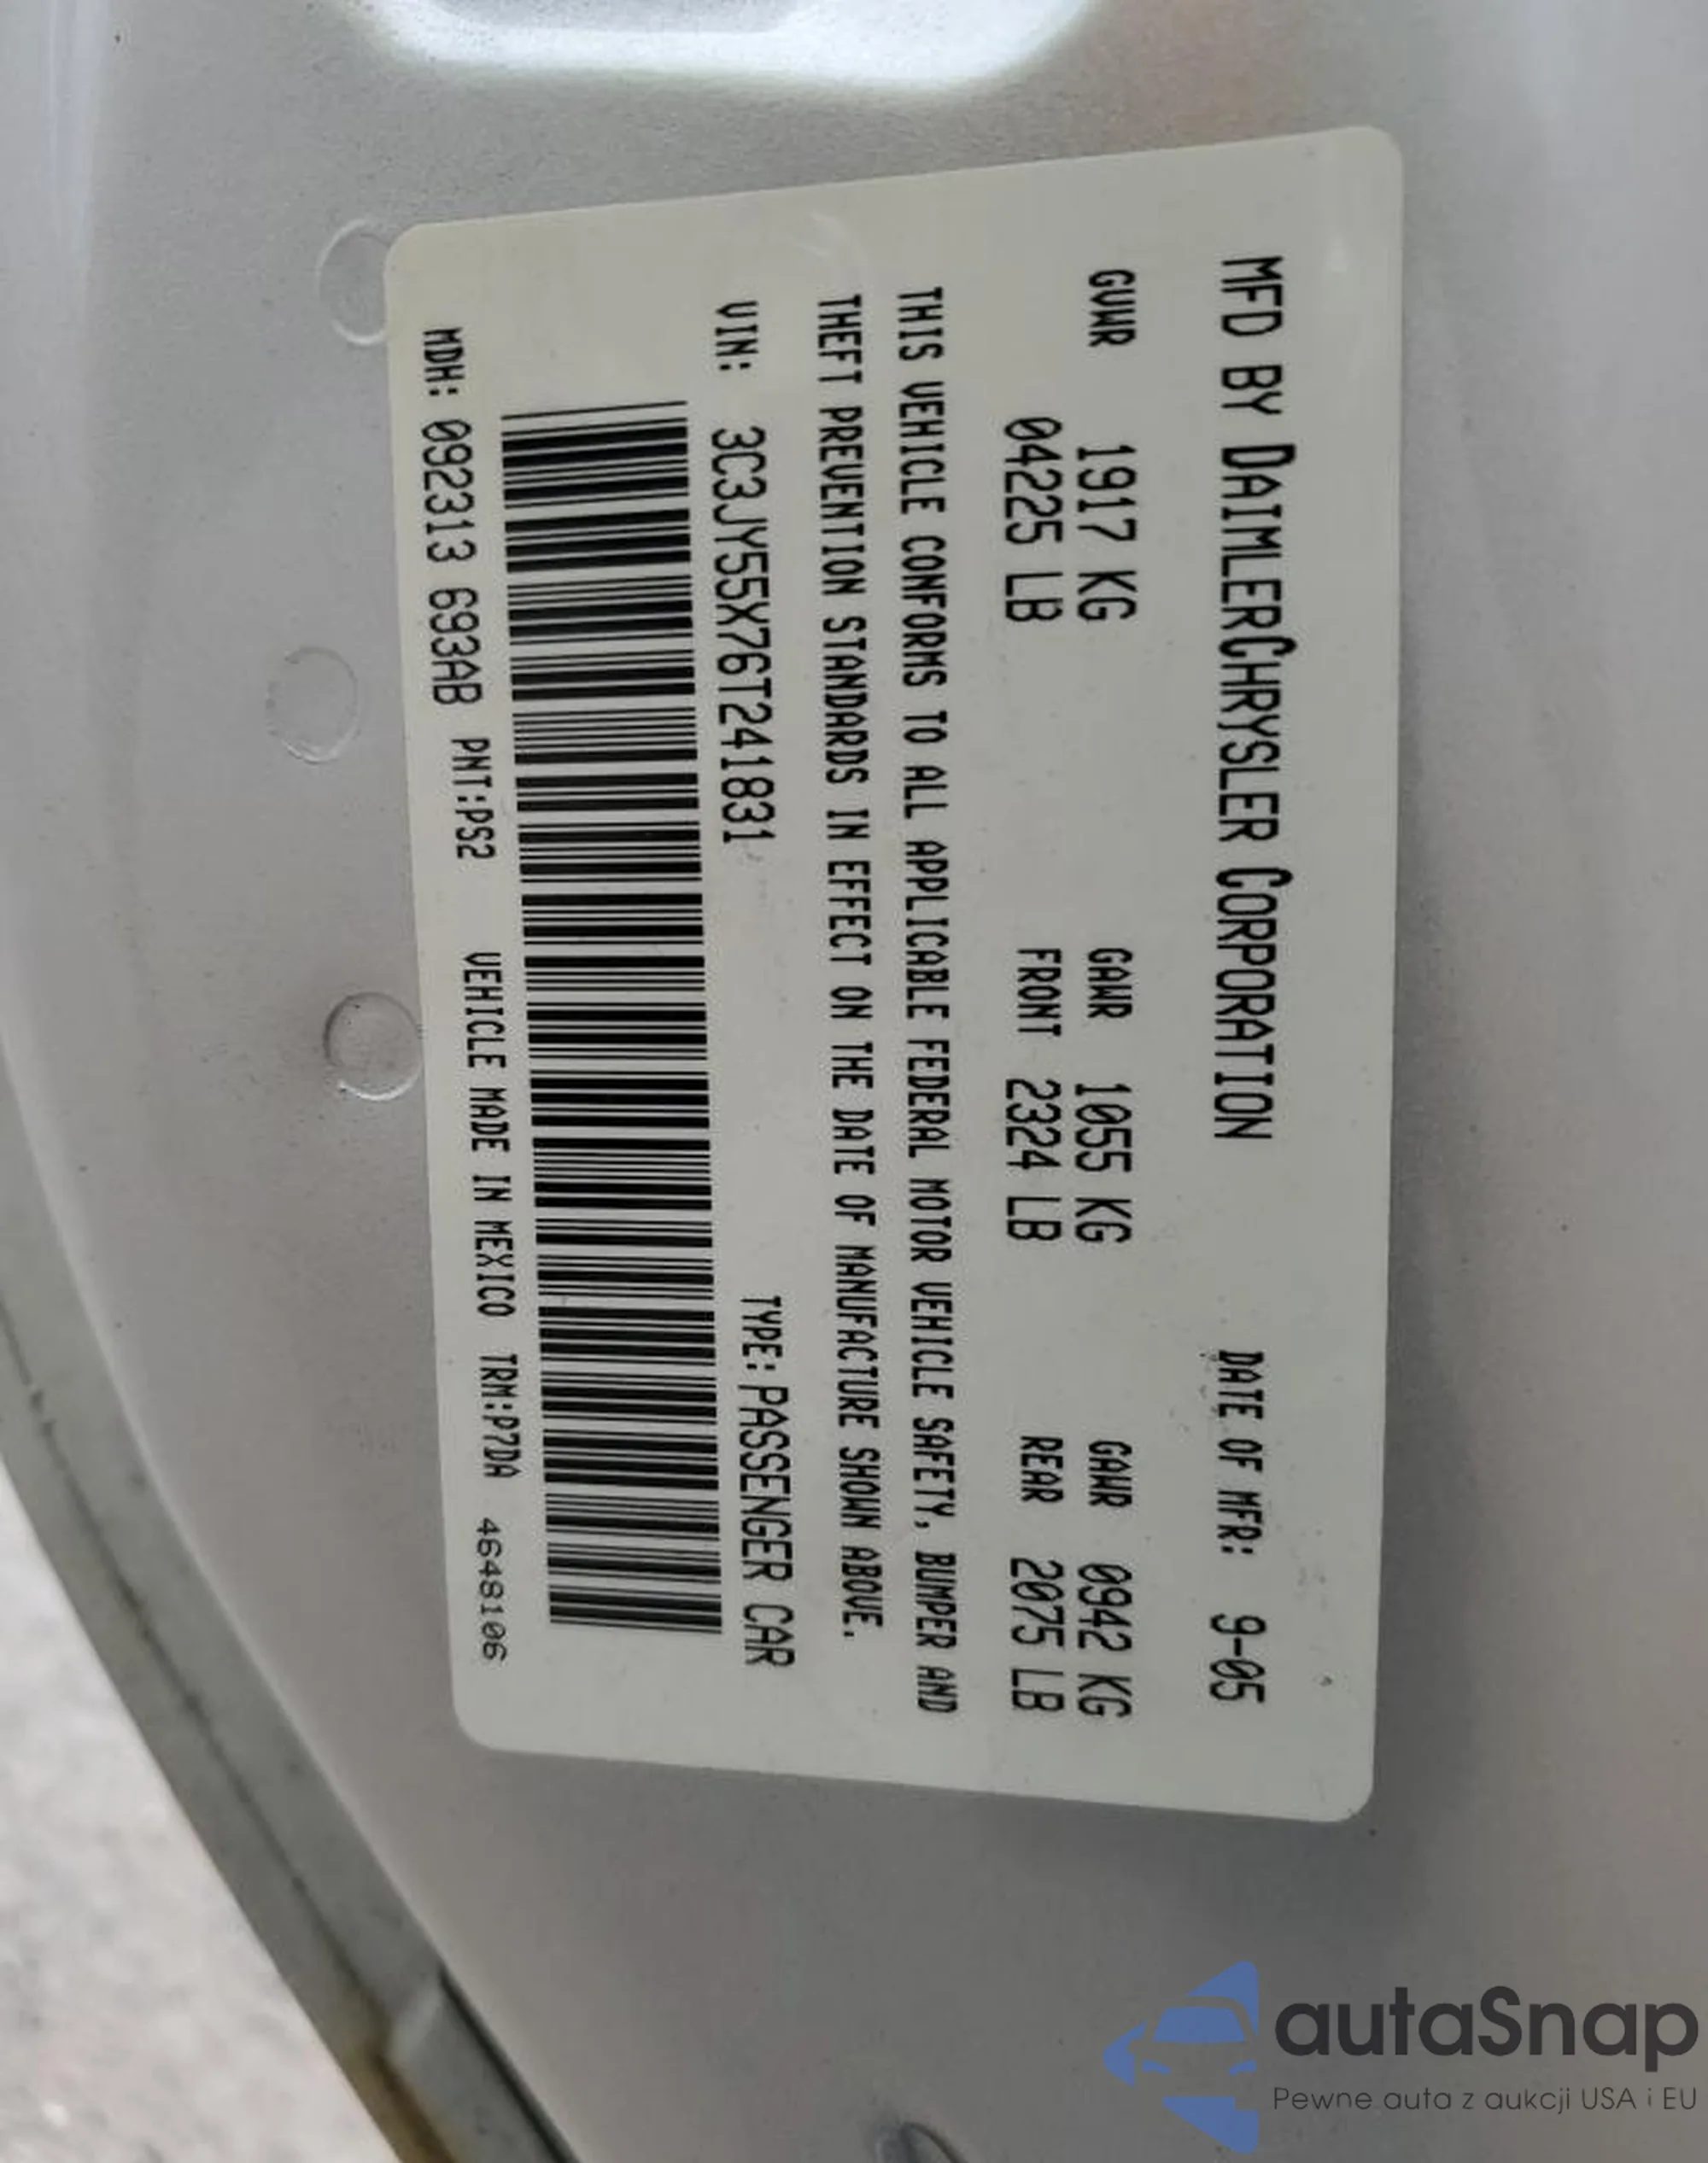 MFD BY DAIMLERCHRYSLER CORPORATION DATE OF MFR: 9-05
GVWR 1917 KG GAWR 1055 KG GAWR 0942 KG
04225 LB FRONT 2324 LB REAR 2075 LB
THIS VEHICLE CONFORMS TO ALL APPLICABLE FEDERAL MOTOR VEHICLE SAFETY, BUMPER AND
THEFT PREVENTION STANDARDS IN EFFECT ON THE DATE OF MANUFACTURE SHOWN ABOVE.
VIN: 3C3JY55X76T241831 TYPE: PASSENGER CAR
MDH: 092313 693AB PNT:PS2 VEHICLE MADE IN MEXICO TRM:P7DA 4648106
autaSnap
Pewne auta z aukcji USA i EU